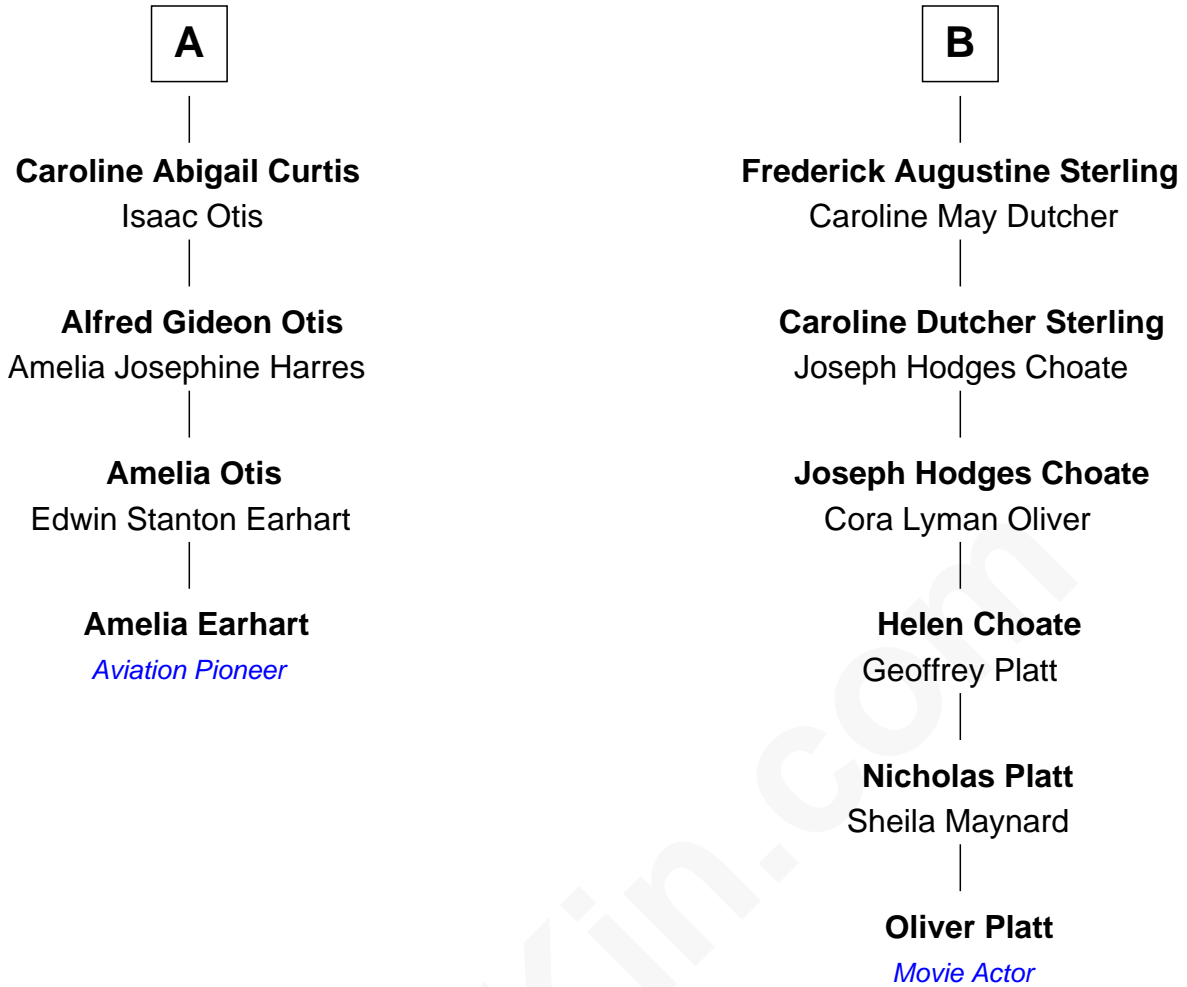 A
Caroline Abigail Curtis
Isaac Otis
Alfred Gideon Otis
Amelia Josephine Harres
Amelia Otis
Edwin Stanton Earhart
Amelia Earhart
Aviation Pioneer
B
Frederick Augustine Sterling
Caroline May Dutcher
Caroline Dutcher Sterling
Joseph Hodges Choate
Joseph Hodges Choate
Cora Lyman Oliver
Helen Choate
Geoffrey Platt
Nicholas Platt
Sheila Maynard
Oliver Platt
Movie Actor
Kin.com